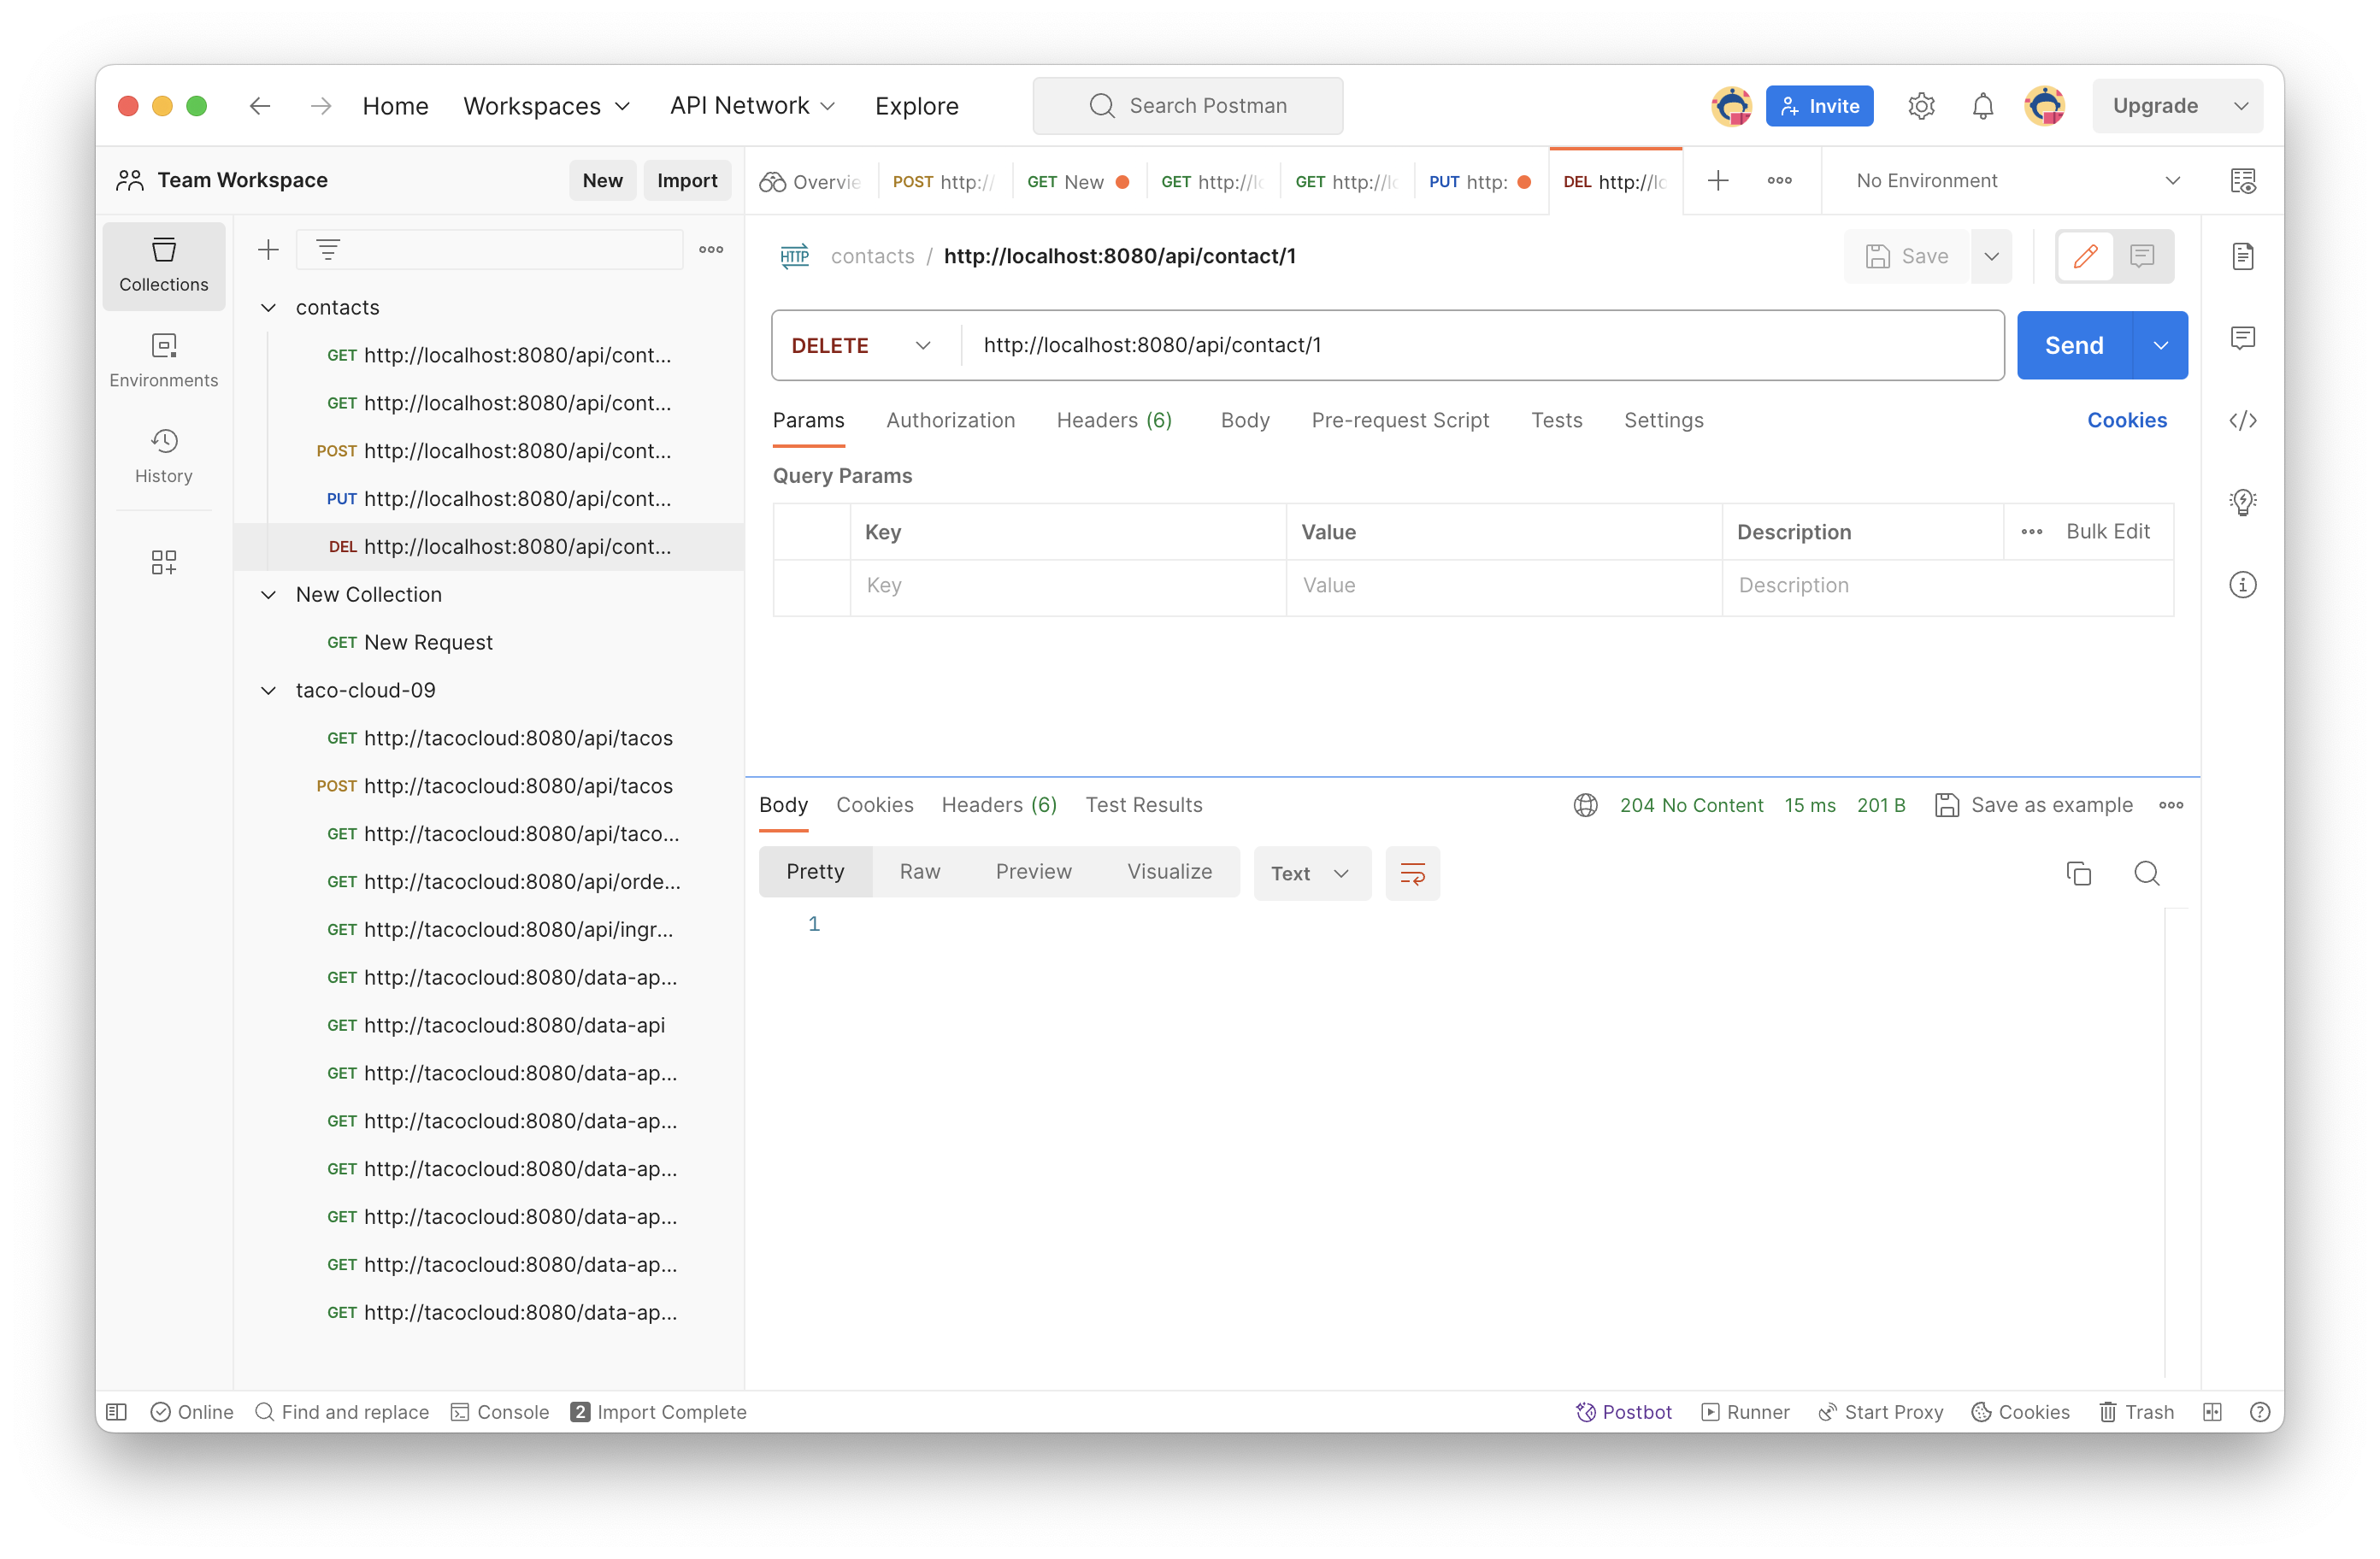 Home Workspaces API Network Explore Search Postman Invite Upgrade
Team Workspace New Import
Overvie POST http:// GET New GET http://lo GET http://lo PUT http: DEL http://lo No Environment
Collections
Environments
History
contacts
GET http://localhost:8080/api/cont...
GET http://localhost:8080/api/cont...
POST http://localhost:8080/api/cont...
PUT http://localhost:8080/api/cont...
DEL http://localhost:8080/api/cont...
New Collection
GET New Request
taco-cloud-09
GET http://tacocloud:8080/api/tacos
POST http://tacocloud:8080/api/tacos
GET http://tacocloud:8080/api/taco...
GET http://tacocloud:8080/api/orde...
GET http://tacocloud:8080/api/ingr...
GET http://tacocloud:8080/data-ap...
GET http://tacocloud:8080/data-api
GET http://tacocloud:8080/data-ap...
GET http://tacocloud:8080/data-ap...
GET http://tacocloud:8080/data-ap...
GET http://tacocloud:8080/data-ap...
GET http://tacocloud:8080/data-ap...
GET http://tacocloud:8080/data-ap...
HTTP contacts / http://localhost:8080/api/contact/1 Save
DELETE http://localhost:8080/api/contact/1 Send
Params Authorization Headers (6) Body Pre-request Script Tests Settings Cookies
Query Params
Key Value Description Bulk Edit
Key Value Description
Body Cookies Headers (6) Test Results 204 No Content 15 ms 201 B Save as example
Pretty Raw Preview Visualize Text
1
Online Find and replace Console 2 Import Complete Postbot Runner Start Proxy Cookies Trash